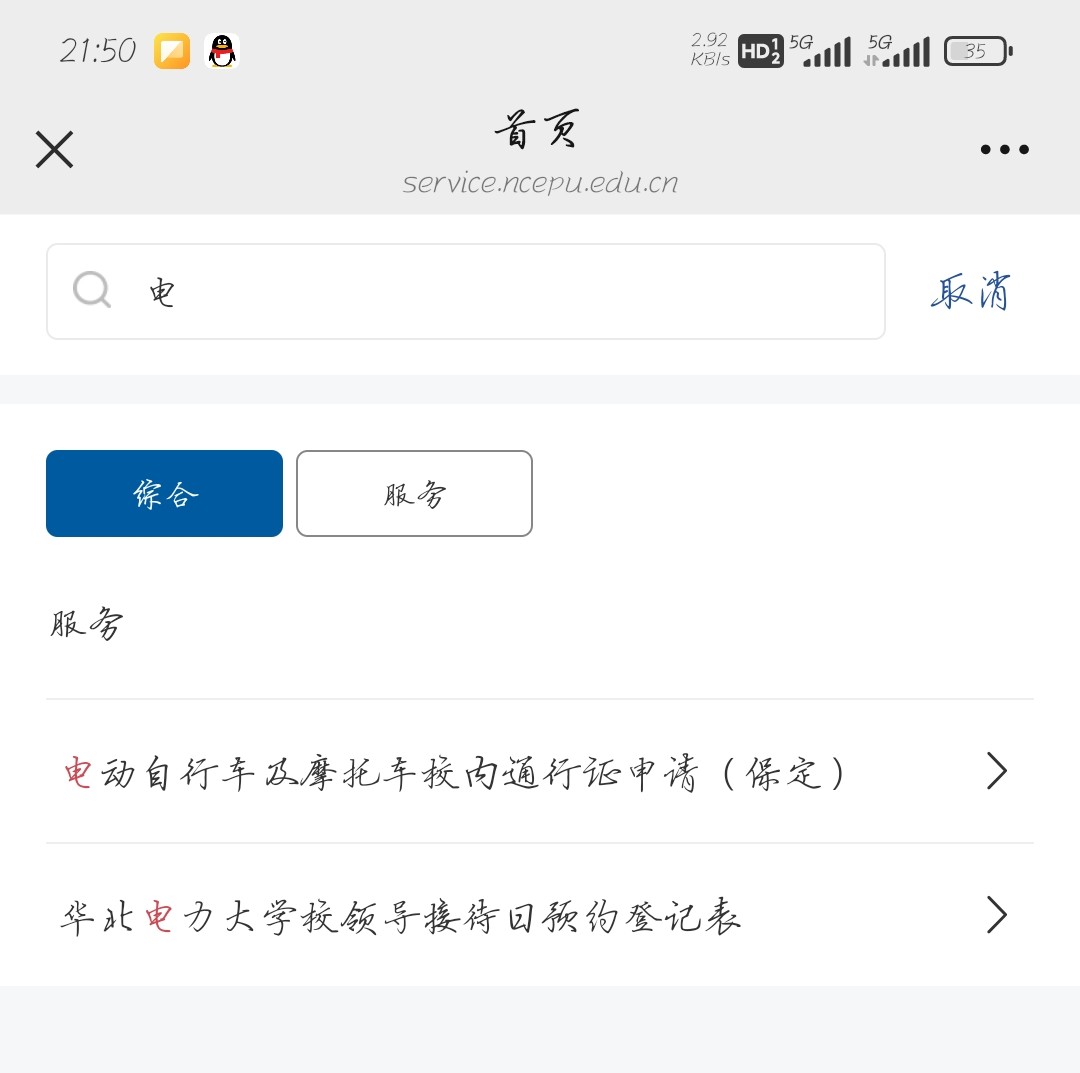 21:50 2.92 KB/s HD 1 2 5G 5G 35
首页
service.ncepu.edu.cn
电 取消
综合 服务
服务
电动自行车及摩托车校内通行证申请（保定）
华北电力大学校领导接待日预约登记表